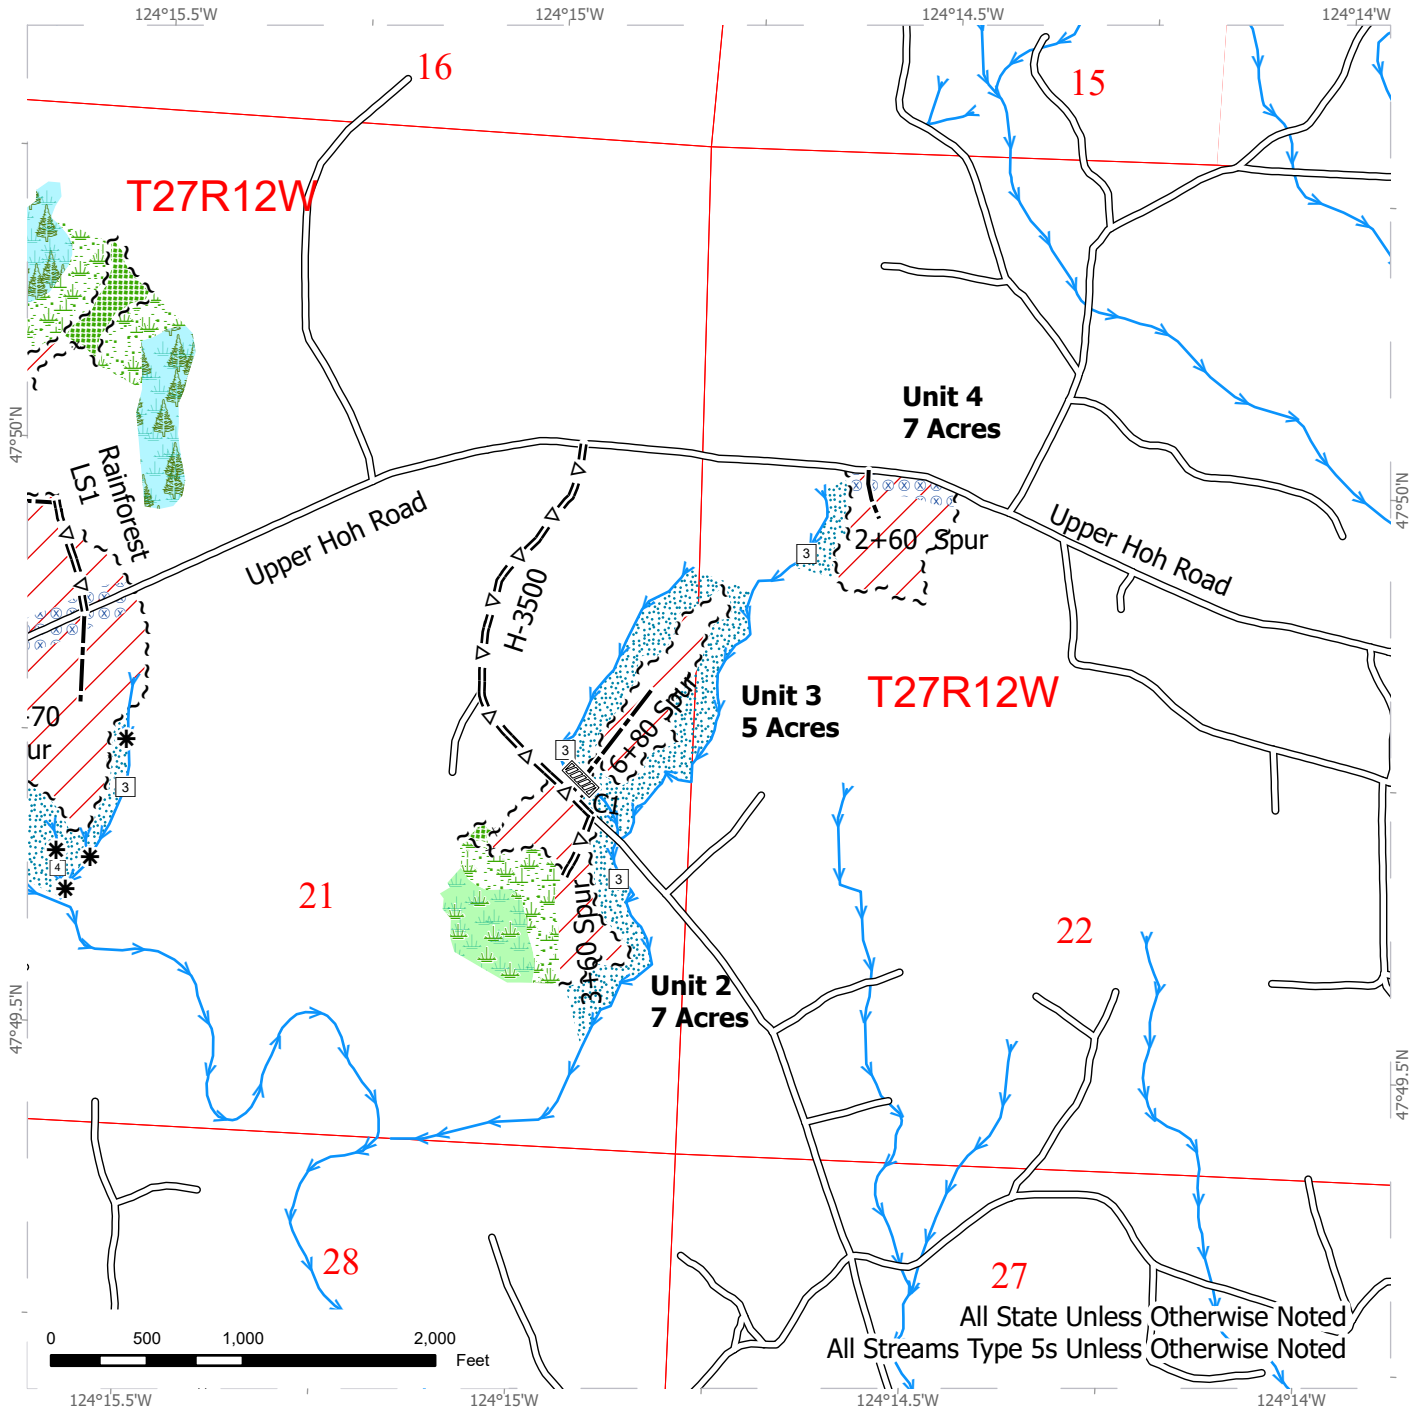 124°15.5'W
124°15'W
124°14.5'W
124°14'W
16
15
T27R12W
Unit 4
7 Acres
47°50'N
47°50'N
Rainforest
LS1
Upper Hoh Road
Upper Hoh Road
2+60 Spur
3
H-3500
T27R12W
Unit 3
5 Acres
6+80 Spur
70
ur
3
3
C1
4
3
21
22
3+60 Spur
Unit 2
7 Acres
47°49.5'N
47°49.5'N
28
27
All State Unless Otherwise Noted
All Streams Type 5s Unless Otherwise Noted
0 500 1,000 2,000
Feet
124°15.5'W
124°15'W
124°14.5'W
124°14'W